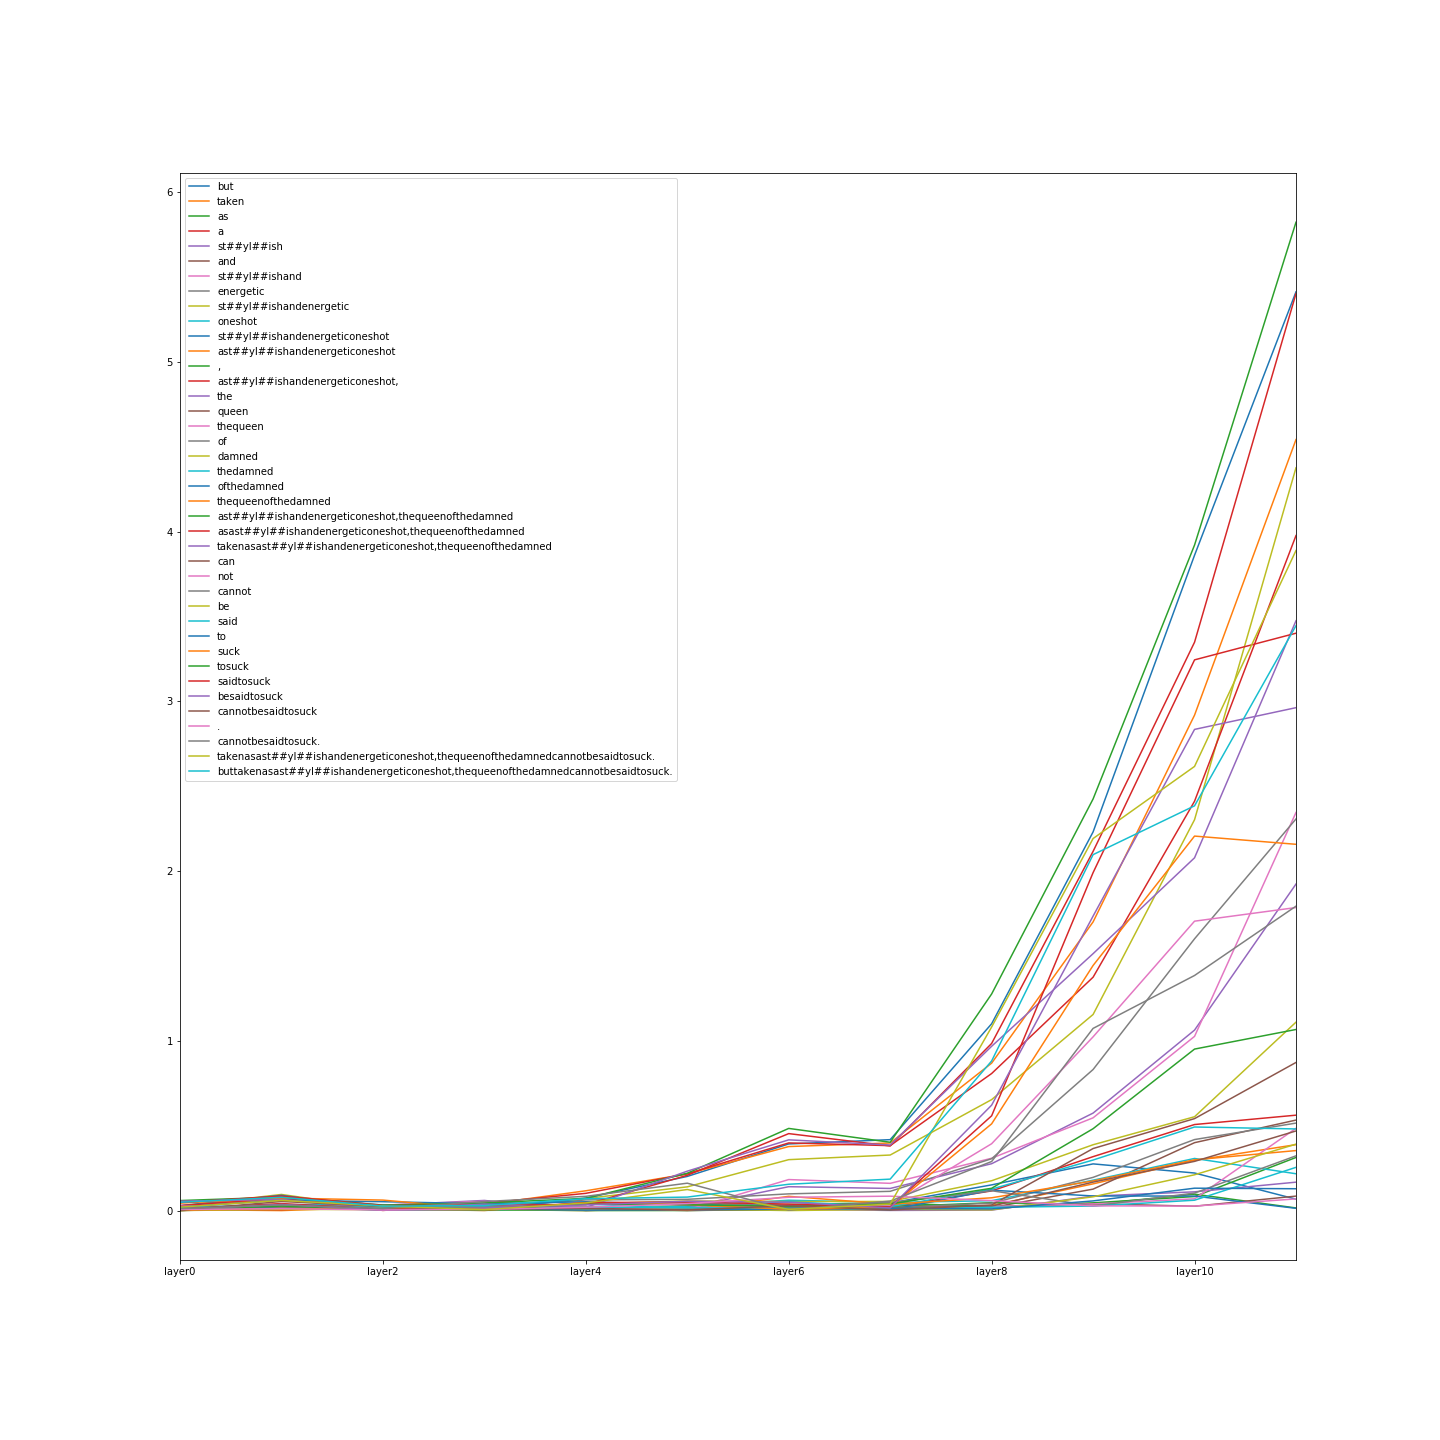 6
5
4
3
2
1
0
but
taken
as
a
st##yl##ish
and
st##yl##ishand
energetic
st##yl##ishandenergetic
oneshot
st##yl##ishandenergeticoneshot
ast##yl##ishandenergeticoneshot
,
ast##yl##ishandenergeticoneshot,
the
queen
thequeen
of
damned
thedamned
ofthedamned
thequeenofthedamned
ast##yl##ishandenergeticoneshot,thequeenofthedamned
asast##yl##ishandenergeticoneshot,thequeenofthedamned
takenasast##yl##ishandenergeticoneshot,thequeenofthedamned
can
not
cannot
be
said
to
suck
tosuck
saidtosuck
besaidtosuck
cannotbesaidtosuck
.
cannotbesaidtosuck.
takenasast##yl##ishandenergeticoneshot,thequeenofthedamnedcannotbesaidtosuck.
buttakenasast##yl##ishandenergeticoneshot,thequeenofthedamnedcannotbesaidtosuck.
layer0 layer2 layer4 layer6 layer8 layer10